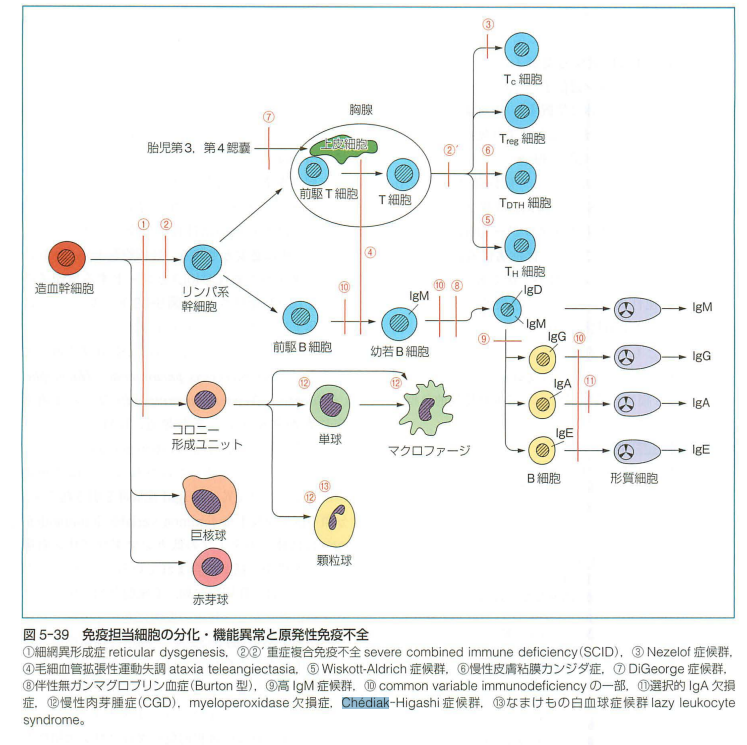 ③
Tc 細胞
胸腺
⑦
上皮細胞
胎児第3，第4鰓嚢
前駆T細胞
T細胞
②′
Treg 細胞
⑥
TDTH 細胞
⑤
TH 細胞
①
②
④
造血幹細胞
リンパ系
幹細胞
⑩
前駆B細胞
IgM
幼若B細胞
⑩
⑧
IgD
IgM
⑨
IgG
⑩
IgA
⑪
IgE
B細胞
形質細胞
IgM
IgG
IgA
IgE
コロニー
形成ユニット
⑫
単球
⑫
マクロファージ
⑫
⑬
顆粒球
巨核球
赤芽球
図 5-39 免疫担当細胞の分化・機能異常と原発性免疫不全
①細網異形成症 reticular dysgenesis，②②′重症複合免疫不全 severe combined immune deficiency(SCID)，③ Nezelof 症候群，
④毛細血管拡張性運動失調 ataxia teleangiectasia，⑤ Wiskott-Aldrich 症候群，⑥慢性皮膚粘膜カンジダ症，⑦ DiGeorge 症候群，
⑧伴性無ガンマグロブリン血症(Burton 型)，⑨高 IgM 症候群，⑩ common variable immunodeficiency の一部，⑪選択的 IgA 欠損
症，⑫慢性肉芽腫症(CGD)，myeloperoxidase 欠損症，Chédiak-Higashi 症候群，⑬なまけもの白血球症候群 lazy leukocyte
syndrome。